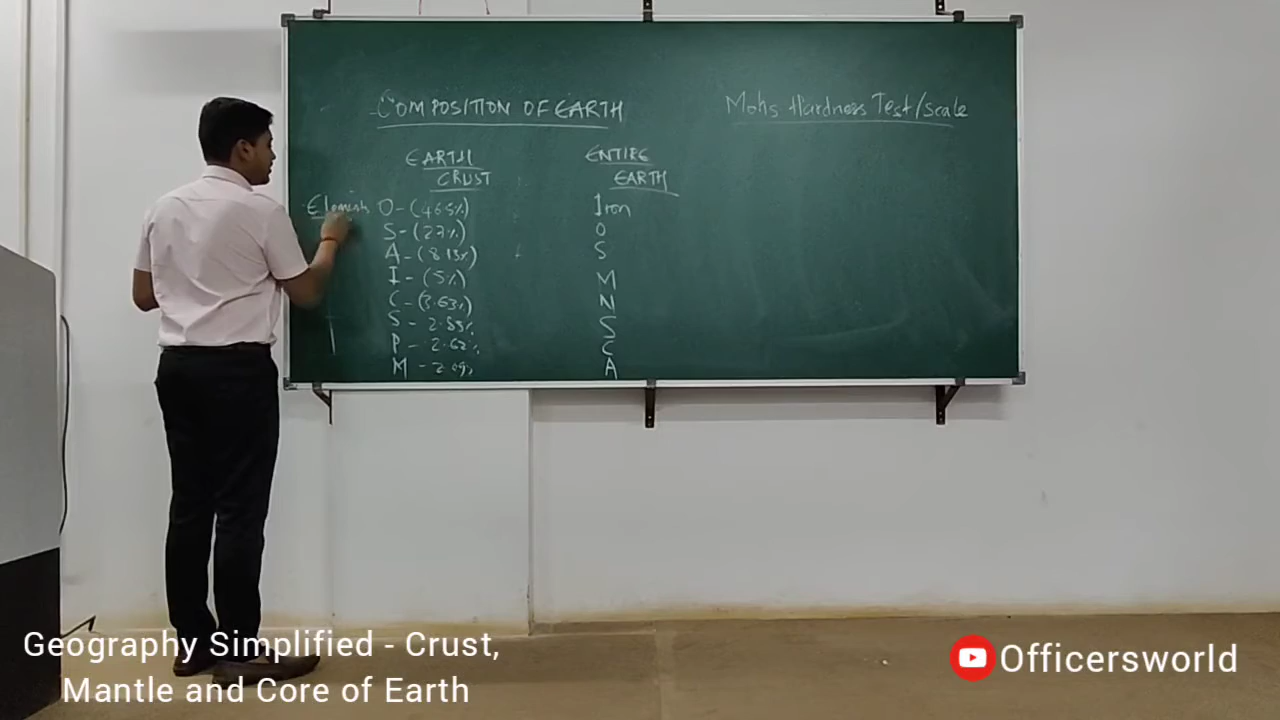 COMPOSITION OF EARTH
Mohs Hardness Test/scale
EARTH
CRUST
ENTIRE
EARTH
Elements O - (46.5%) Iron
S - (27%) O
A - (8.13%) S
I - (5%) M
C - (3.63%) N
S - 2.83% S
P - 2.62% C
M - 2.09% A
Geography Simplified - Crust,
Mantle and Core of Earth
Officersworld